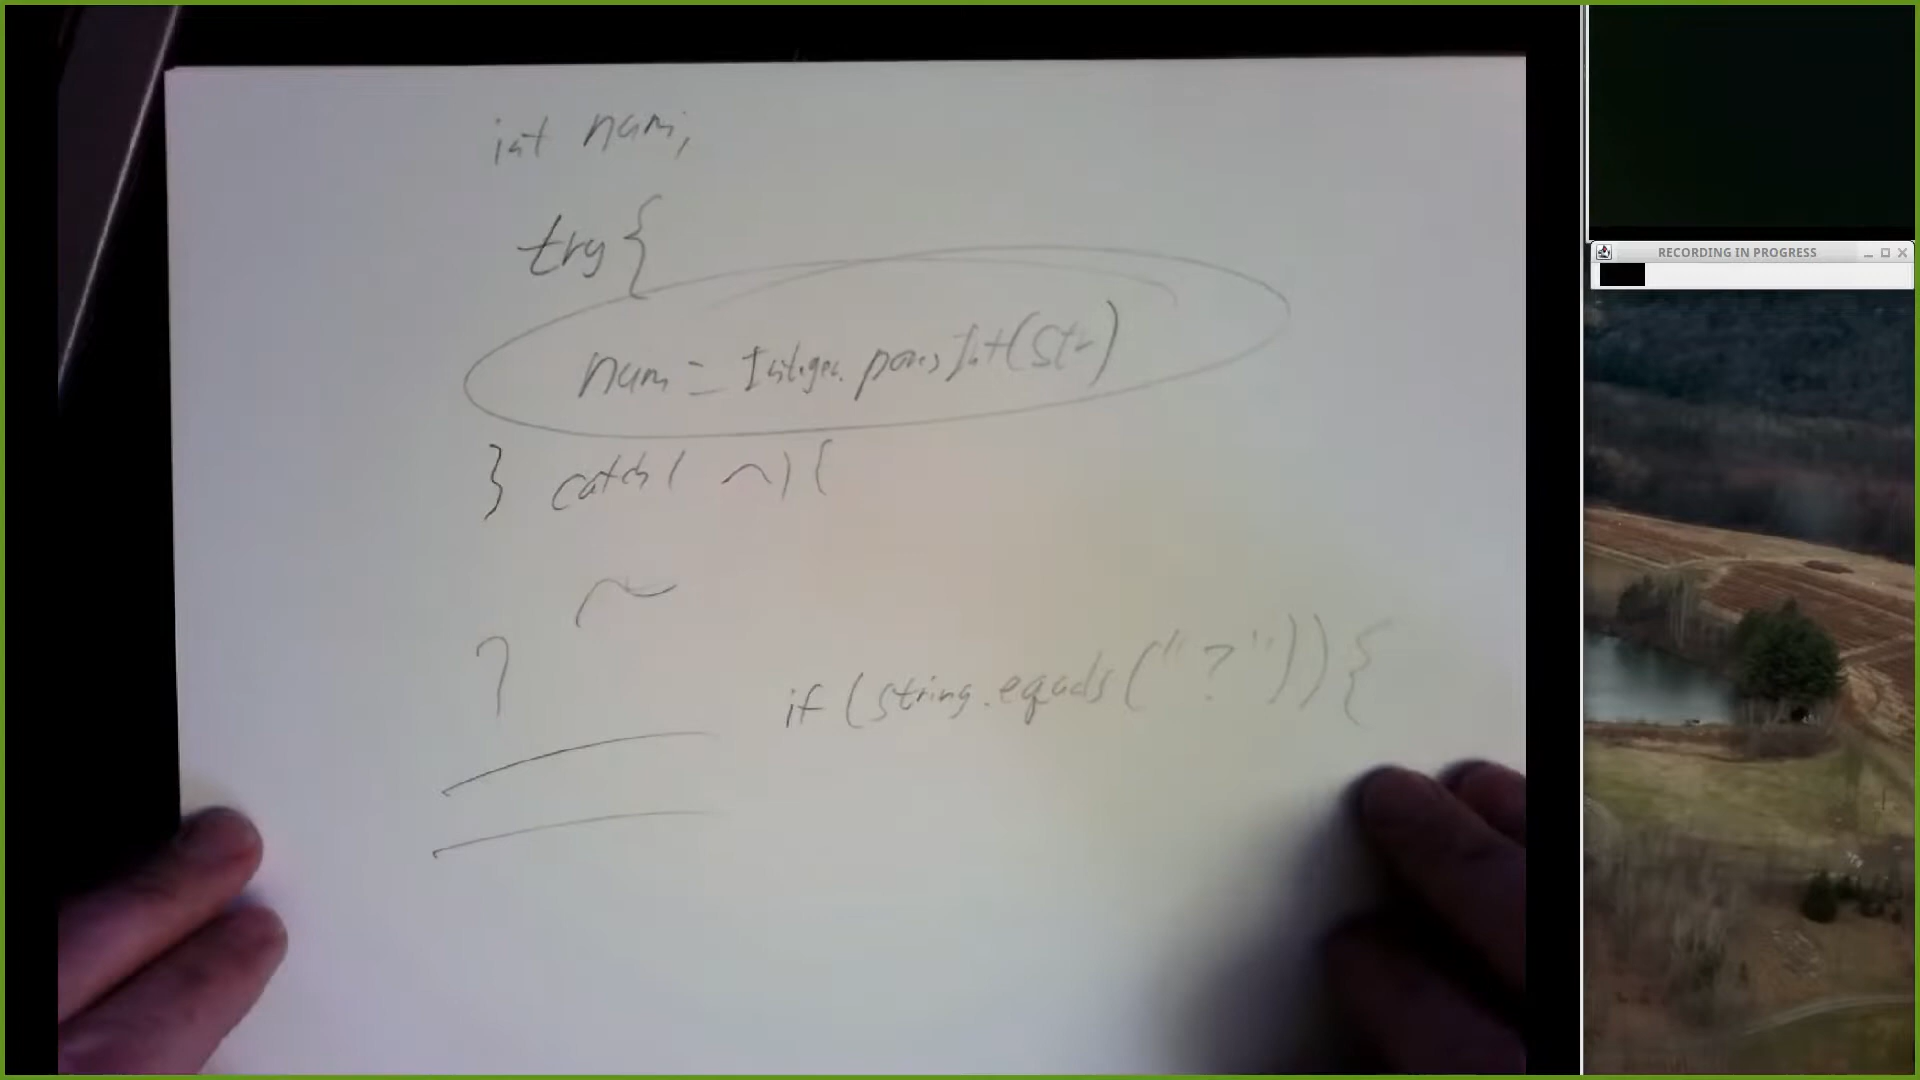 int num;
try {
num = Integer.parseInt(Str)
} catch( ~) {
~
}
if (string.equals("?")) {
RECORDING IN PROGRESS